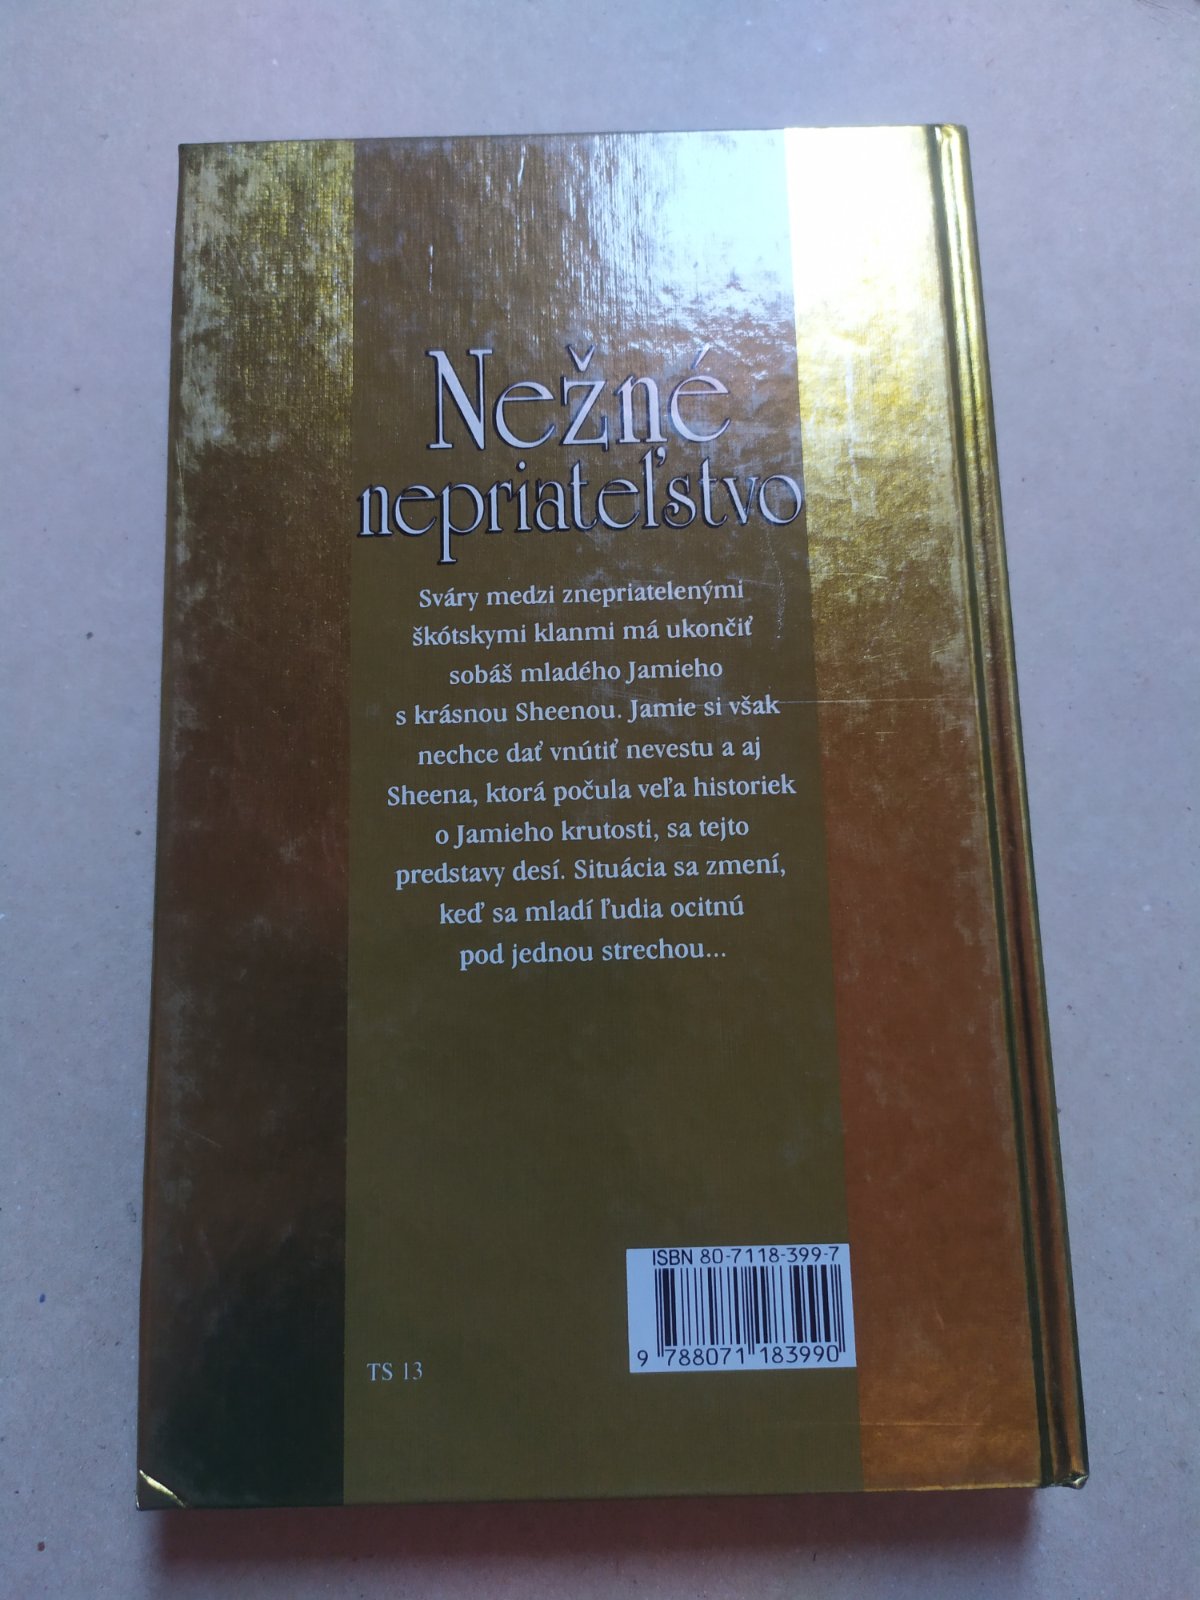 Nežné
nepriateľstvo
Sváry medzi znepriatelenými
škótskymi klanmi má ukončiť
sobáš mladého Jamieho
s krásnou Sheenou. Jamie si však
nechce dať vnútiť nevestu a aj
Sheena, ktorá počula veľa historiek
o Jamieho krutosti, sa tejto
predstavy desí. Situácia sa zmení,
keď sa mladí ľudia ocitnú
pod jednou strechou...
ISBN 80-7118-399-7
9 788071 183990
TS 13